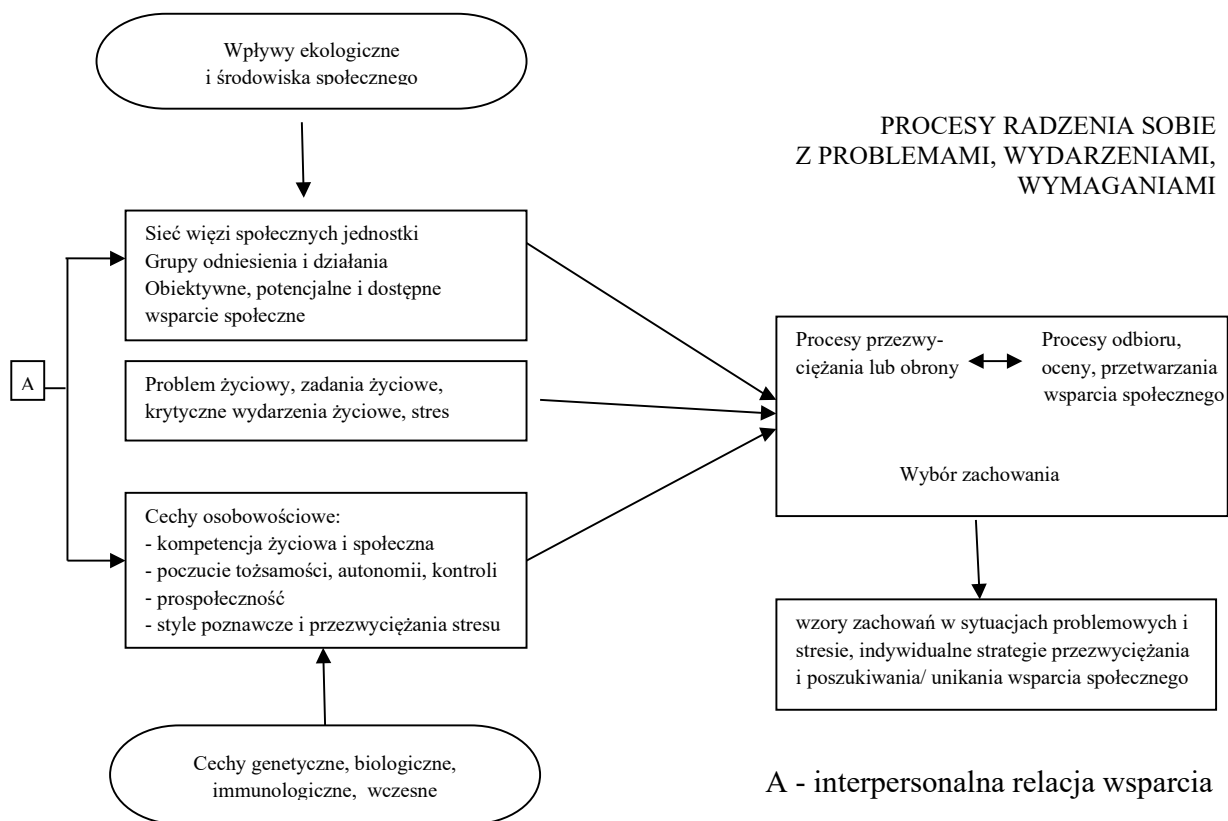 Wpływy ekologiczne
i środowiska społecznego
PROCESY RADZENIA SOBIE
Z PROBLEMAMI, WYDARZENIAMI,
WYMAGANIAMI
Sieć więzi społecznych jednostki
Grupy odniesienia i działania
Obiektywne, potencjalne i dostępne
wsparcie społeczne
A
Problem życiowy, zadania życiowe,
krytyczne wydarzenia życiowe, stres
Cechy osobowościowe:
- kompetencja życiowa i społeczna
- poczucie tożsamości, autonomii, kontroli
- prospołeczność
- style poznawcze i przezwyciężania stresu
Procesy przezwy-
ciężania lub obrony
Procesy odbioru,
oceny, przetwarzania
wsparcia społecznego
Wybór zachowania
wzory zachowań w sytuacjach problemowych i
stresie, indywidualne strategie przezwyciężania
i poszukiwania/ unikania wsparcia społecznego
Cechy genetyczne, biologiczne,
immunologiczne, wczesne
A - interpersonalna relacja wsparcia